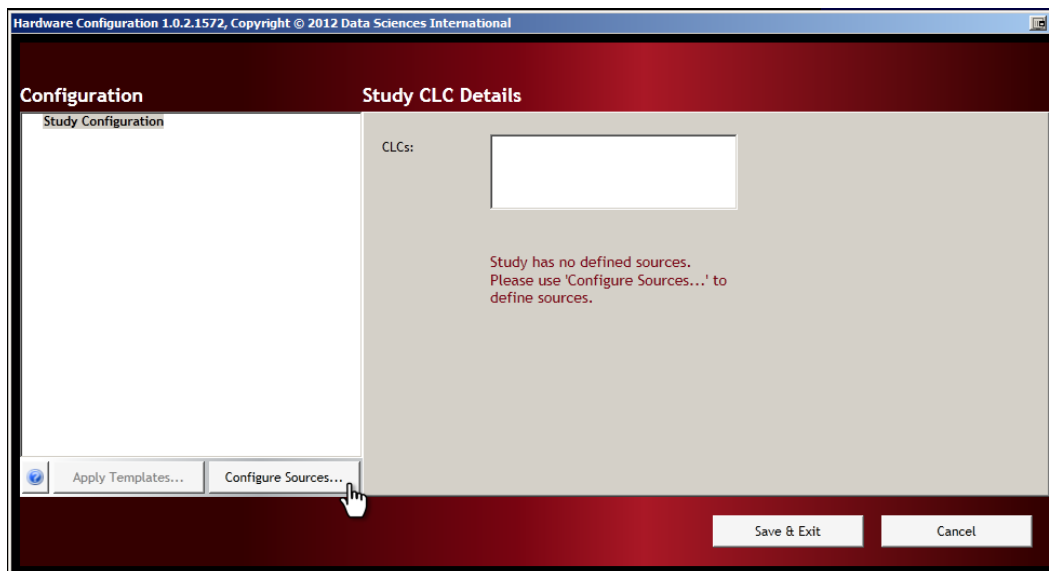 Hardware Configuration 1.0.2.1572, Copyright © 2012 Data Sciences International
Configuration
Study CLC Details
Study Configuration
CLCs:
Study has no defined sources.
Please use 'Configure Sources...' to
define sources.
Apply Templates...
Configure Sources...
Save & Exit
Cancel